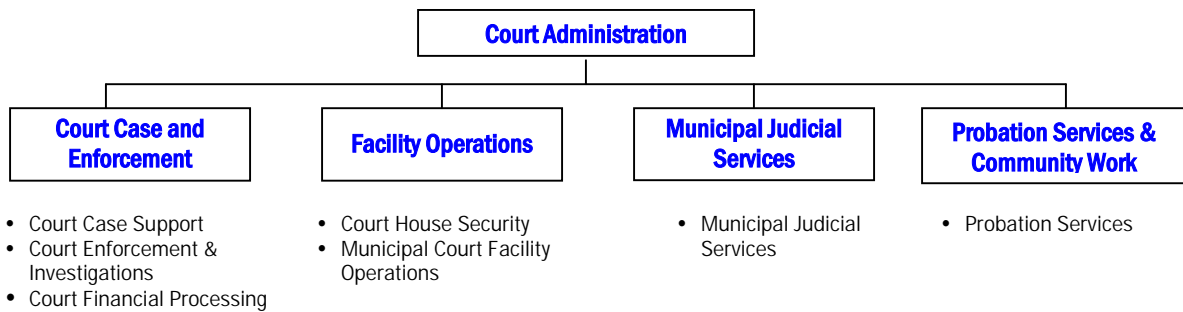 Court Administration
Court Case and
Enforcement
Facility Operations
Municipal Judicial
Services
Probation Services &
Community Work
• Court Case Support
• Court Enforcement &
Investigations
• Court Financial Processing
• Court House Security
• Municipal Court Facility
Operations
• Municipal Judicial
Services
• Probation Services